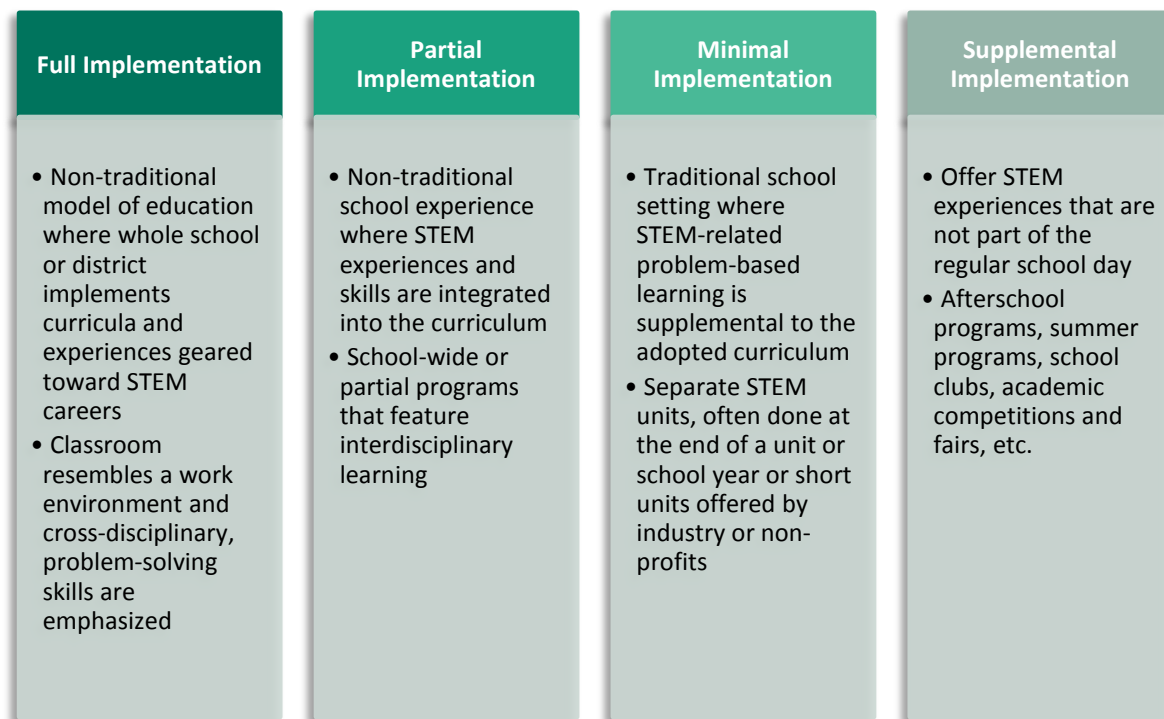 Full Implementation
• Non-traditional
model of education
where whole school
or district
implements
curricula and
experiences geared
toward STEM
careers
• Classroom
resembles a work
environment and
cross-disciplinary,
problem-solving
skills are
emphasized
Partial
Implementation
• Non-traditional
school experience
where STEM
experiences and
skills are integrated
into the curriculum
• School-wide or
partial programs
that feature
interdisciplinary
learning
Minimal
Implementation
• Traditional school
setting where
STEM-related
problem-based
learning is
supplemental to the
adopted curriculum
• Separate STEM
units, often done at
the end of a unit or
school year or short
units offered by
industry or non-
profits
Supplemental
Implementation
• Offer STEM
experiences that are
not part of the
regular school day
• Afterschool
programs, summer
programs, school
clubs, academic
competitions and
fairs, etc.